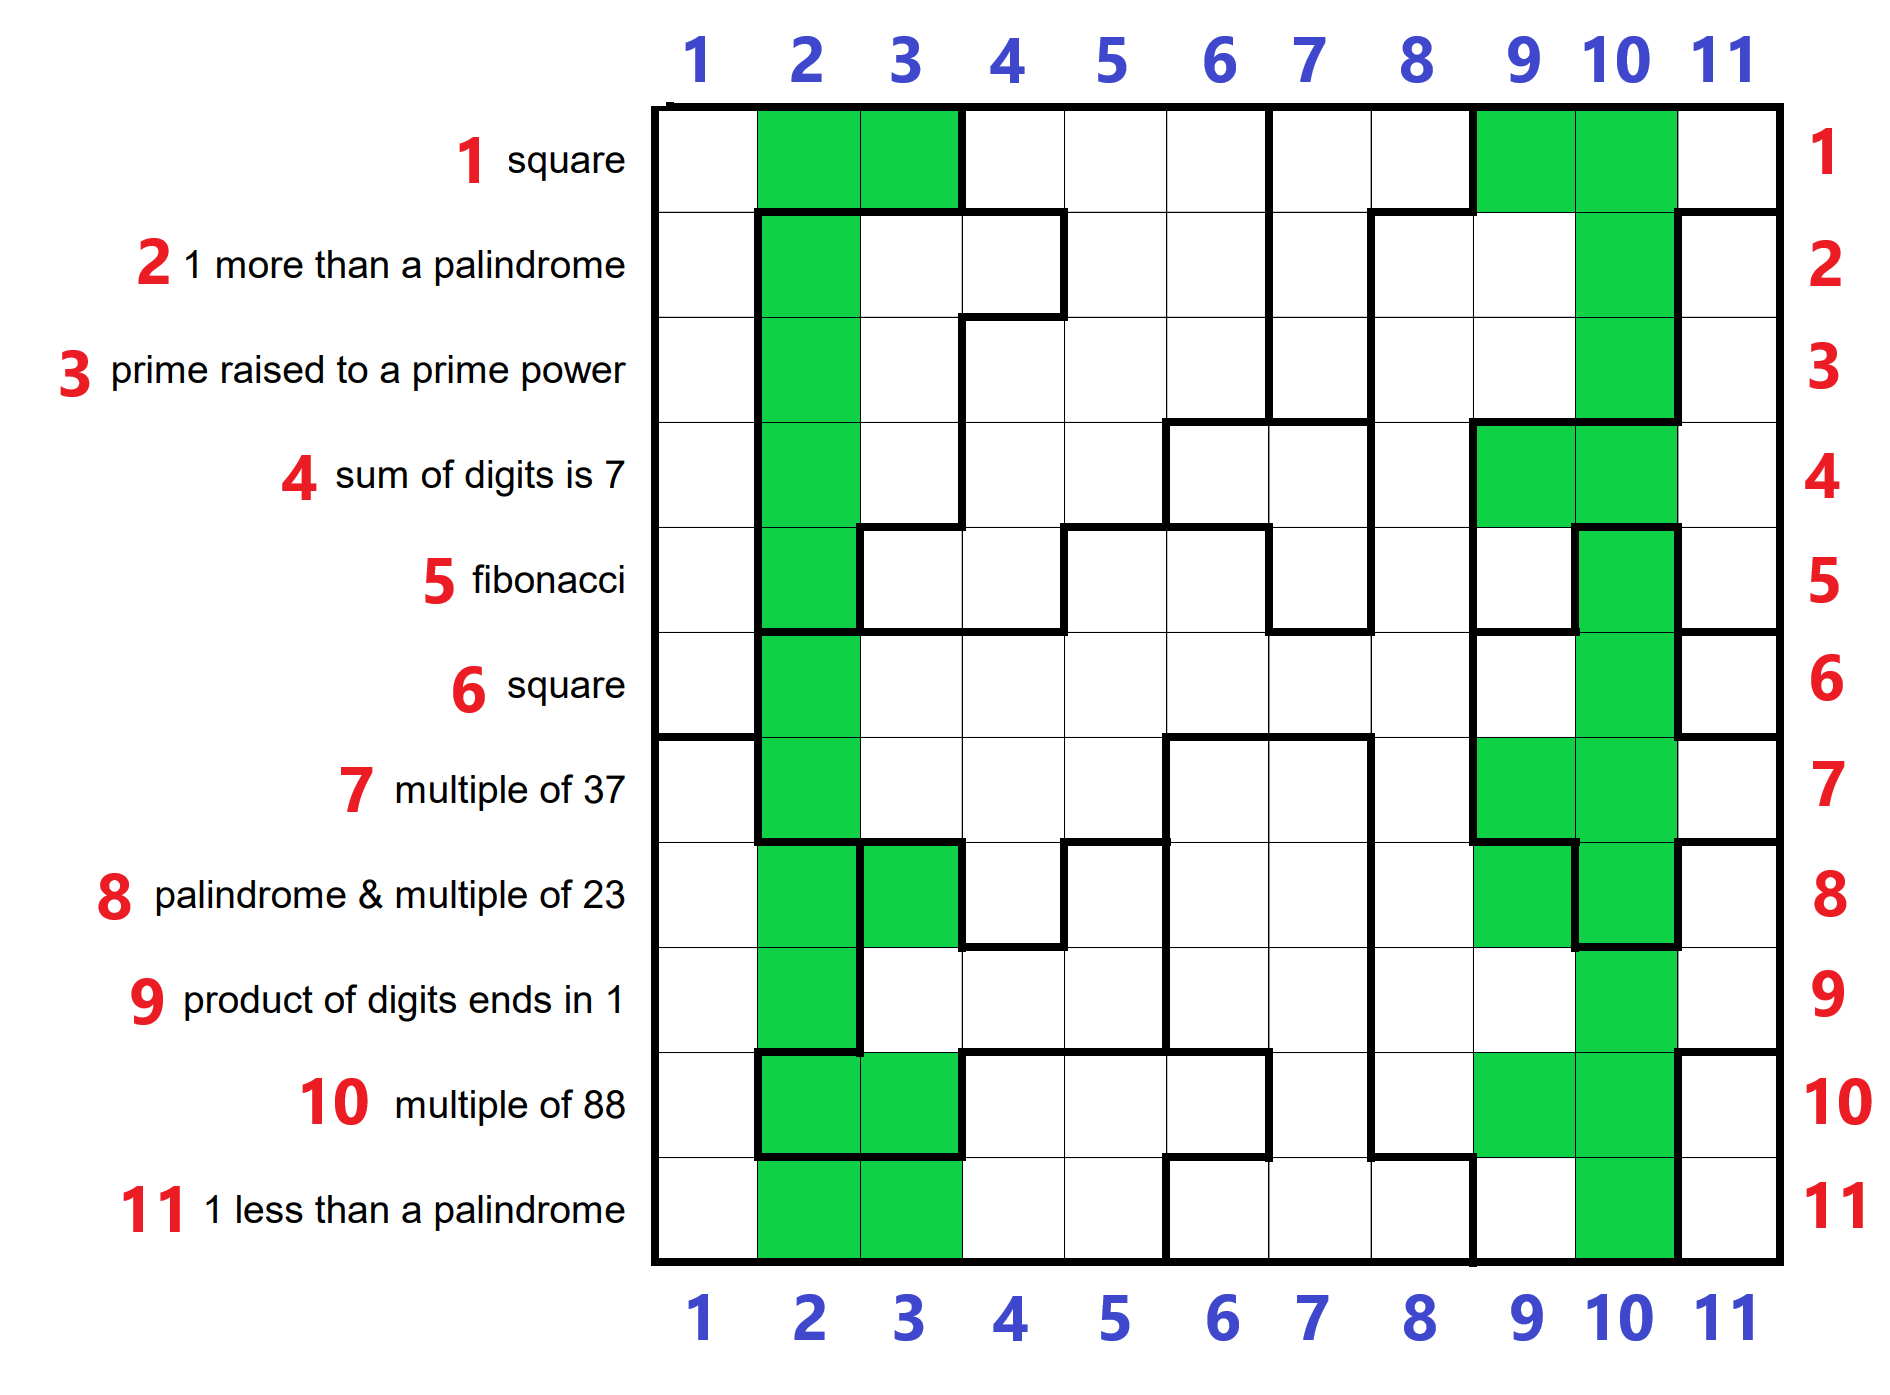 1 2 3 4 5 6 7 8 9 10 11
1 square 1
2 1 more than a palindrome 2
3 prime raised to a prime power 3
4 sum of digits is 7 4
5 fibonacci 5
6 square 6
7 multiple of 37 7
8 palindrome & multiple of 23 8
9 product of digits ends in 1 9
10 multiple of 88 10
11 1 less than a palindrome 11
1 2 3 4 5 6 7 8 9 10 11